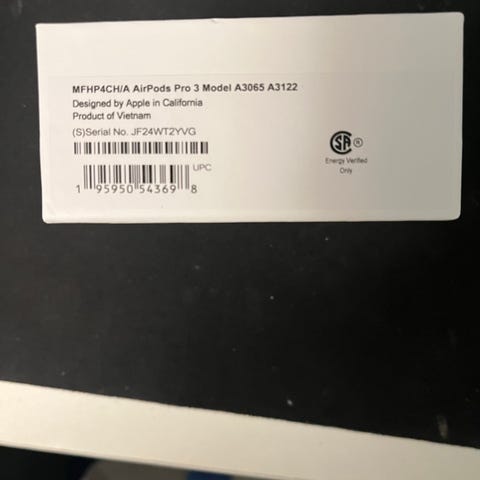 MFHP4CH/A AirPods Pro 3 Model A3065 A3122
Designed by Apple in California
Product of Vietnam
(S)Serial No. JF24WT2YVG
UPC
1 95950 54369 8
SA ®
Energy Verified
Only